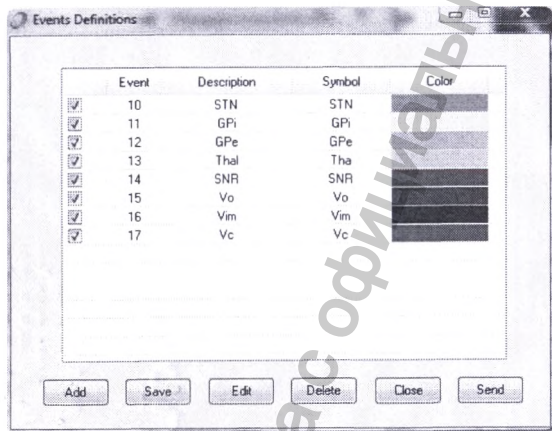 Events Definitions
Event Description Symbol Color
10 STN STN
11 GPi GPi
12 GPe GPe
13 Thal Tha
14 SNR SNR
15 Vo Vo
16 Vim Vim
17 Vc Vc
Add Save Edit Delete Close Send